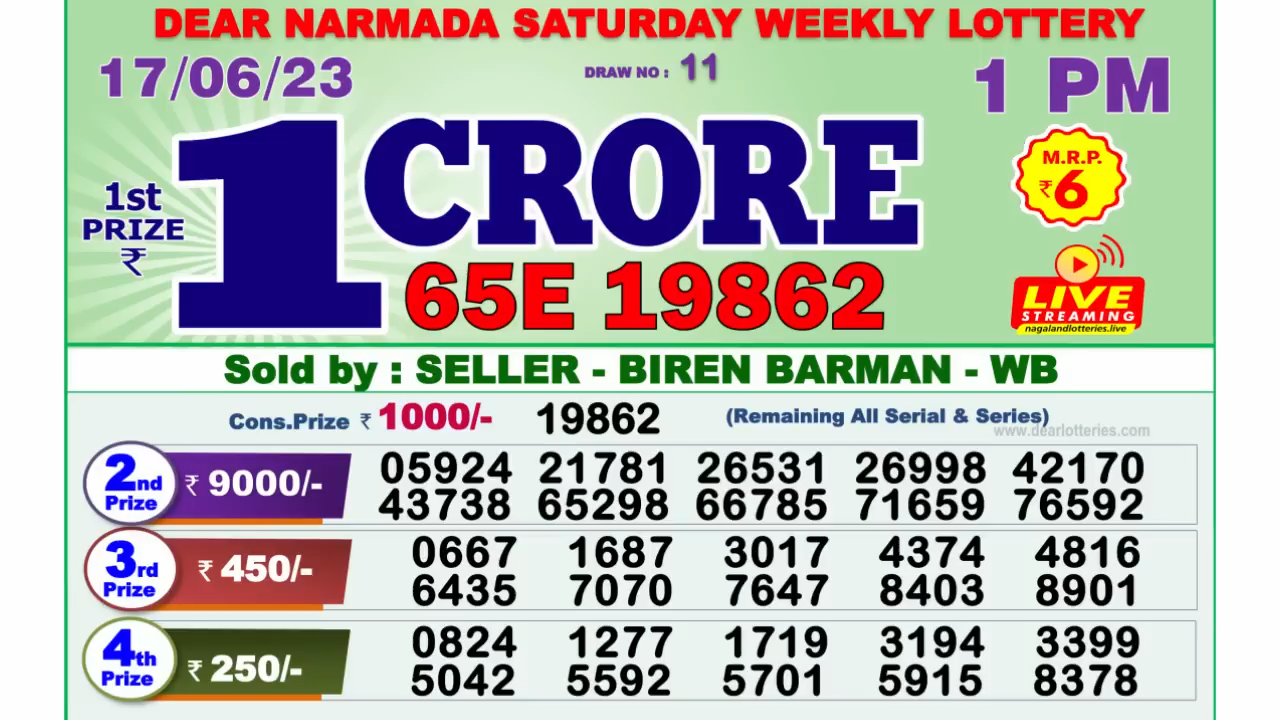 DEAR NARMADA SATURDAY WEEKLY LOTTERY
17/06/23
DRAW NO : 11
1 PM
1st
PRIZE
₹
1 CRORE
M.R.P.
₹6
65E 19862
LIVE
STREAMING
nagalandlotteries.live
Sold by : SELLER - BIREN BARMAN - WB
Cons.Prize ₹ 1000/- 19862 (Remaining All Serial & Series)
www.dearlotteries.com
2nd Prize ₹ 9000/-
05924 21781 26531 26998 42170
43738 65298 66785 71659 76592
3rd Prize ₹ 450/-
0667 1687 3017 4374 4816
6435 7070 7647 8403 8901
4th Prize ₹ 250/-
0824 1277 1719 3194 3399
5042 5592 5701 5915 8378